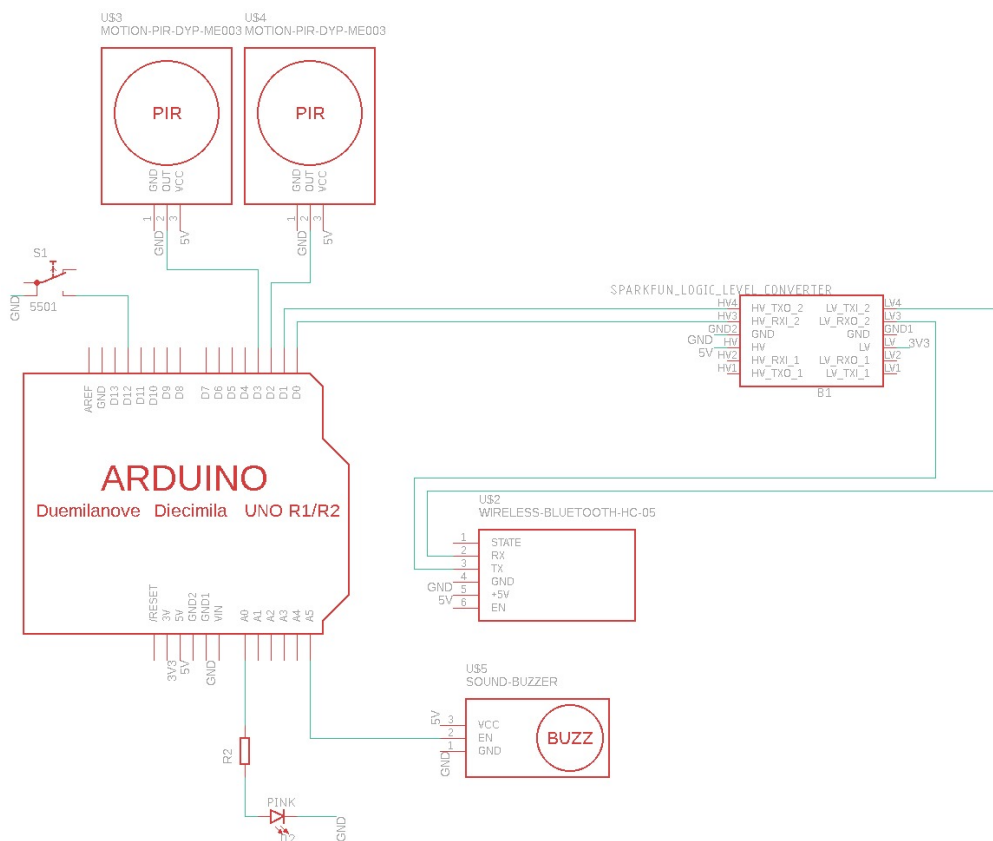 U$3
MOTION-PIR-DYP-ME003
U$4
MOTION-PIR-DYP-ME003
PIR
PIR
GND
OUT
VCC
GND
OUT
VCC
1
2
3
1
2
3
GND
5V
GND
5V
S1
GND
5501
SPARKFUN_LOGIC_LEVEL_CONVERTER
HV4
HV3
GND2
HV
HV2
HV1
GND
5V
HV_TXO_2
HV_RXI_2
GND
HV
HV_RXI_1
HV_TXO_1
LV_TXI_2
LV_RXO_2
GND
LV
LV_RXO_1
LV_TXI_1
LV4
LV3
GND1
LV
LV2
LV1
3V3
B1
AREF
GND
D13
D12
D11
D10
D9
D8
D7
D6
D5
D4
D3
D2
D1
D0
ARDUINO
Duemilanove Diecimila UNO R1/R2
/RESET
3V
5V
GND2
GND1
VIN
A0
A1
A2
A3
A4
A5
3V3
5V
GND
U$2
WIRELESS-BLUETOOTH-HC-05
1
2
3
4
5
6
STATE
RX
TX
GND
+5V
EN
GND
5V
U$5
SOUND-BUZZER
5V
3
2
1
VCC
EN
GND
BUZZ
GND
R2
PINK
GND